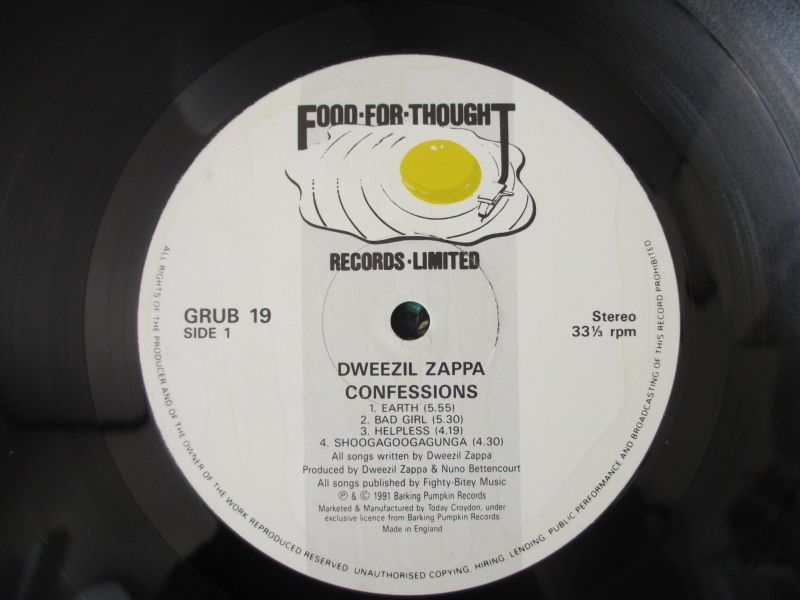 FOOD·FOR·THOUGHT
RECORDS·LIMITED
GRUB 19
SIDE 1
Stereo
33⅓ rpm
DWEEZIL ZAPPA
CONFESSIONS
1. EARTH (5.55)
2. BAD GIRL (5.30)
3. HELPLESS (4.19)
4. SHOOGAGOOGAGUNGA (4.30)
All songs written by Dweezil Zappa
Produced by Dweezil Zappa & Nuno Bettencourt
All songs published by Fighty-Bitey Music
Ⓟ & © 1991 Barking Pumpkin Records
Marketed & Manufactured by Today Croydon, under
exclusive licence from Barking Pumpkin Records
Made in England
ALL RIGHTS OF THE PRODUCER AND OF THE OWNER OF THE WORK REPRODUCED RESERVED. UNAUTHORISED COPYING, HIRING, LENDING, PUBLIC PERFORMANCE AND BROADCASTING OF THIS RECORD PROHIBITED